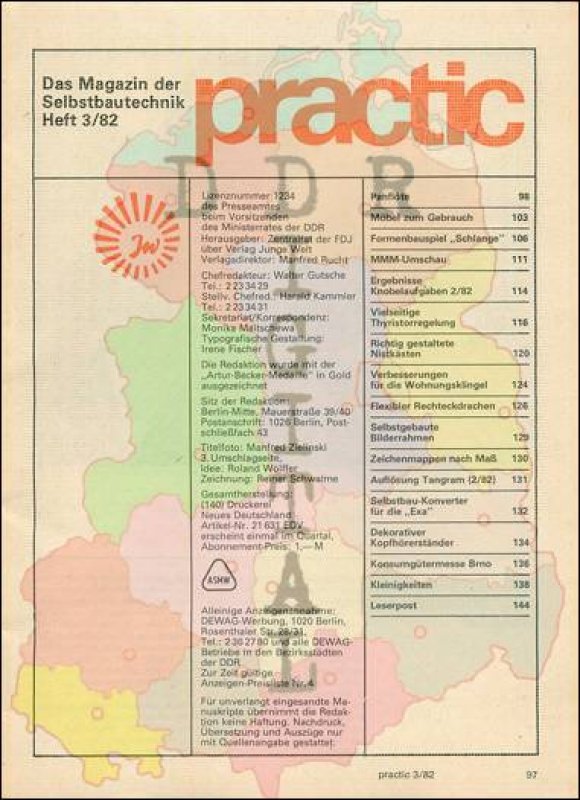 Das Magazin der
Selbstbautechnik
Heft 3/82
practic
DDR
DIGITAL
JW
Lizenznummer 1234
des Presseamtes
beim Vorsitzenden
des Ministerrates der DDR
Herausgeber: Zentralrat der FDJ
über Verlag Junge Welt
Verlagsdirektor: Manfred Rucht
Chefredakteur: Walter Gutsche
Tel.: 2 23 34 29
Stellv. Chefred.: Harald Kammler
Tel.: 2 23 34 31
Sekretariat/Korrespondenz:
Monika Maltschewa
Typografische Gestaltung:
Irene Fischer
Die Redaktion wurde mit der
„Artur-Becker-Medaille" in Gold
ausgezeichnet
Sitz der Redaktion:
Berlin-Mitte, Mauerstraße 39/40
Postanschrift: 1026 Berlin, Post-
schließfach 43
Titelfoto: Manfred Zielinski
3. Umschlagseite,
Idee: Roland Wolfler
Zeichnung: Reiner Schwalme
Gesamtherstellung:
(140) Druckerei
Neues Deutschland
Artikel-Nr. 21 631 EDV
erscheint einmal im Quartal,
Abonnement-Preis: 1,— M
ASMW
Alleinige Anzeigenannahme:
DEWAG-Werbung, 1020 Berlin,
Rosenthaler Str. 28/31,
Tel.: 2 36 27 80 und alle DEWAG-
Betriebe in den Bezirksstädten
der DDR.
Zur Zeit gültige
Anzeigen-Preisliste Nr. 4
Für unverlangt eingesandte Ma-
nuskripte übernimmt die Redak-
tion keine Haftung. Nachdruck,
Übersetzung und Auszüge nur
mit Quellenangabe gestattet.
Panflöte 98
Möbel zum Gebrauch 103
Formenbauspiel „Schlange" 106
MMM-Umschau 111
Ergebnisse
Knobelaufgaben 2/82 114
Vielseitige
Thyristorregelung 116
Richtig gestaltete
Nistkästen 120
Verbesserungen
für die Wohnungsklingel 124
Flexibler Rechteckdrachen 126
Selbstgebaute
Bilderrahmen 129
Zeichenmappen nach Maß 130
Auflösung Tangram (2/82) 131
Selbstbau-Konverter
für die „Exa" 132
Dekorativer
Kopfhörerständer 134
Konsumgütermesse Brno 136
Kleinigkeiten 138
Leserpost 144
practic 3/82 97